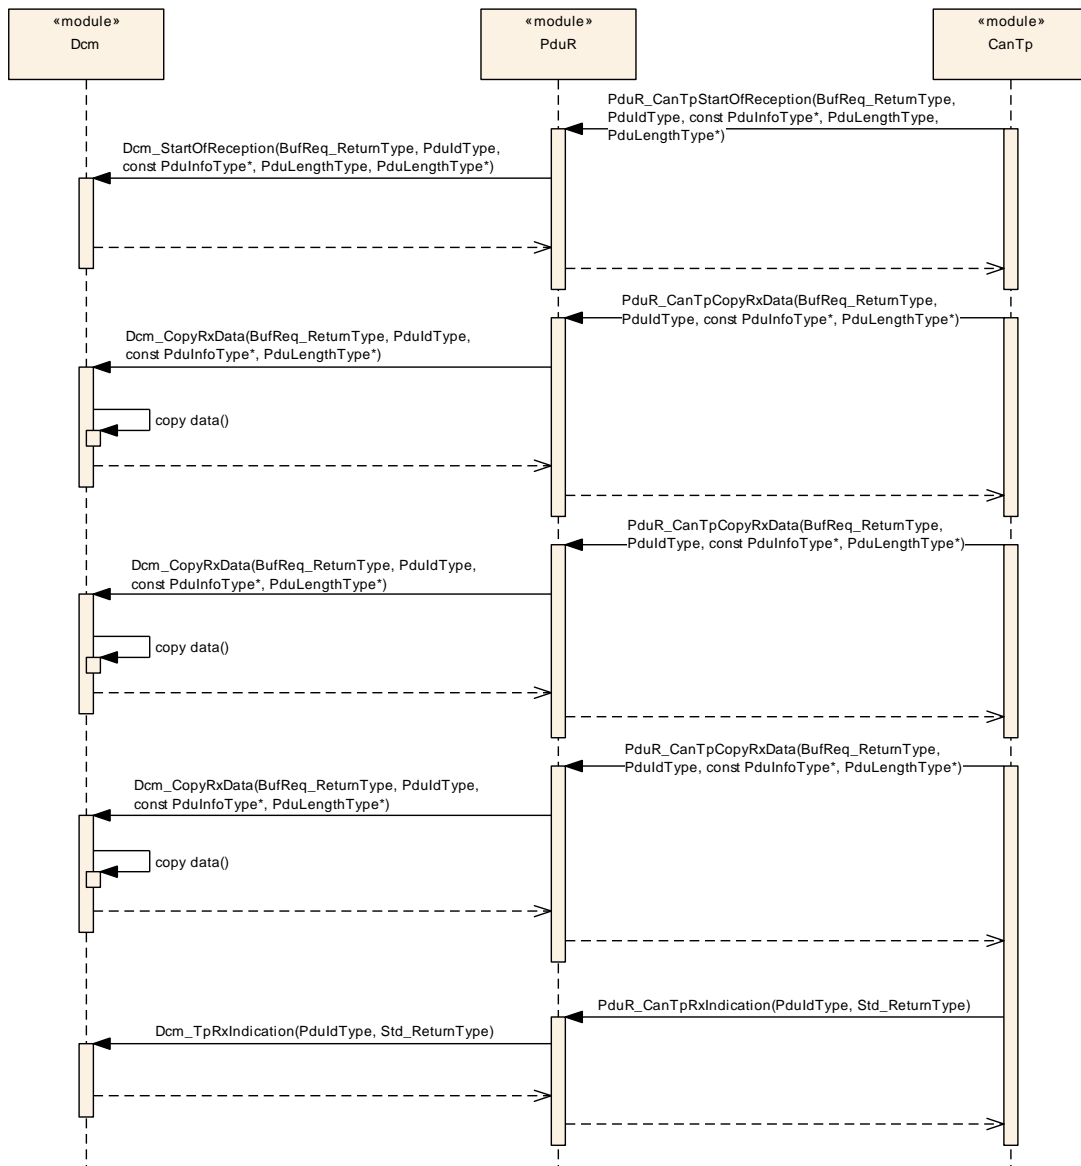 «module»
Dcm
«module»
PduR
«module»
CanTp
PduR_CanTpStartOfReception(BufReq_ReturnType,
PduIdType, const PduInfoType*, PduLengthType,
PduLengthType*)
Dcm_StartOfReception(BufReq_ReturnType, PduIdType,
const PduInfoType*, PduLengthType, PduLengthType*)
PduR_CanTpCopyRxData(BufReq_ReturnType,
PduIdType, const PduInfoType*, PduLengthType*)
Dcm_CopyRxData(BufReq_ReturnType, PduIdType,
const PduInfoType*, PduLengthType*)
copy data()
PduR_CanTpCopyRxData(BufReq_ReturnType,
PduIdType, const PduInfoType*, PduLengthType*)
Dcm_CopyRxData(BufReq_ReturnType, PduIdType,
const PduInfoType*, PduLengthType*)
copy data()
PduR_CanTpCopyRxData(BufReq_ReturnType,
PduIdType, const PduInfoType*, PduLengthType*)
Dcm_CopyRxData(BufReq_ReturnType, PduIdType,
const PduInfoType*, PduLengthType*)
copy data()
PduR_CanTpRxIndication(PduIdType, Std_ReturnType)
Dcm_TpRxIndication(PduIdType, Std_ReturnType)